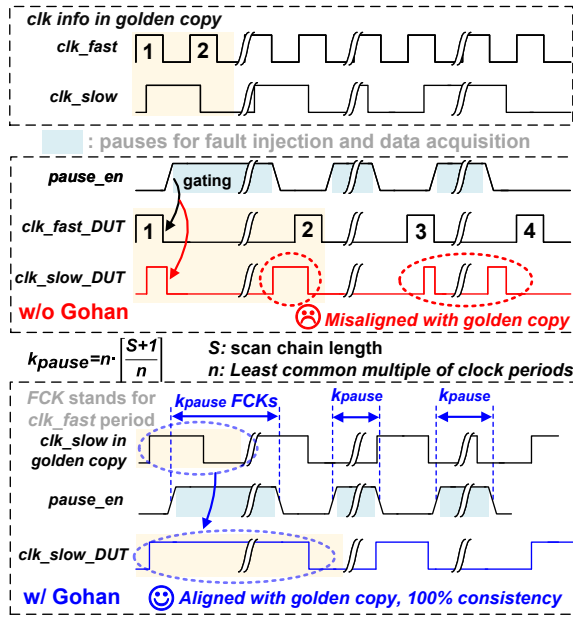 clk info in golden copy
clk_fast
1 2
clk_slow
: pauses for fault injection and data acquisition
pause_en
gating
clk_fast_DUT
1 2 3 4
clk_slow_DUT
w/o Gohan
Misaligned with golden copy
kpause=n·⌈S+1/n⌉
S: scan chain length
n: Least common multiple of clock periods
FCK stands for
clk_fast period
kpause FCKs
kpause
kpause
clk_slow in
golden copy
pause_en
clk_slow_DUT
w/ Gohan
Aligned with golden copy, 100% consistency